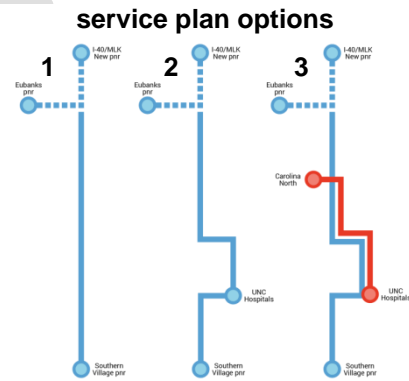 service plan options
1
I-40/MLK
New pnr
Eubanks
pnr
Southern
Village pnr
2
I-40/MLK
New pnr
Eubanks
pnr
UNC
Hospitals
Southern
Village pnr
3
I-40/MLK
New pnr
Eubanks
pnr
Carolina
North
UNC
Hospitals
Southern
Village pnr